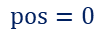 pos = 0